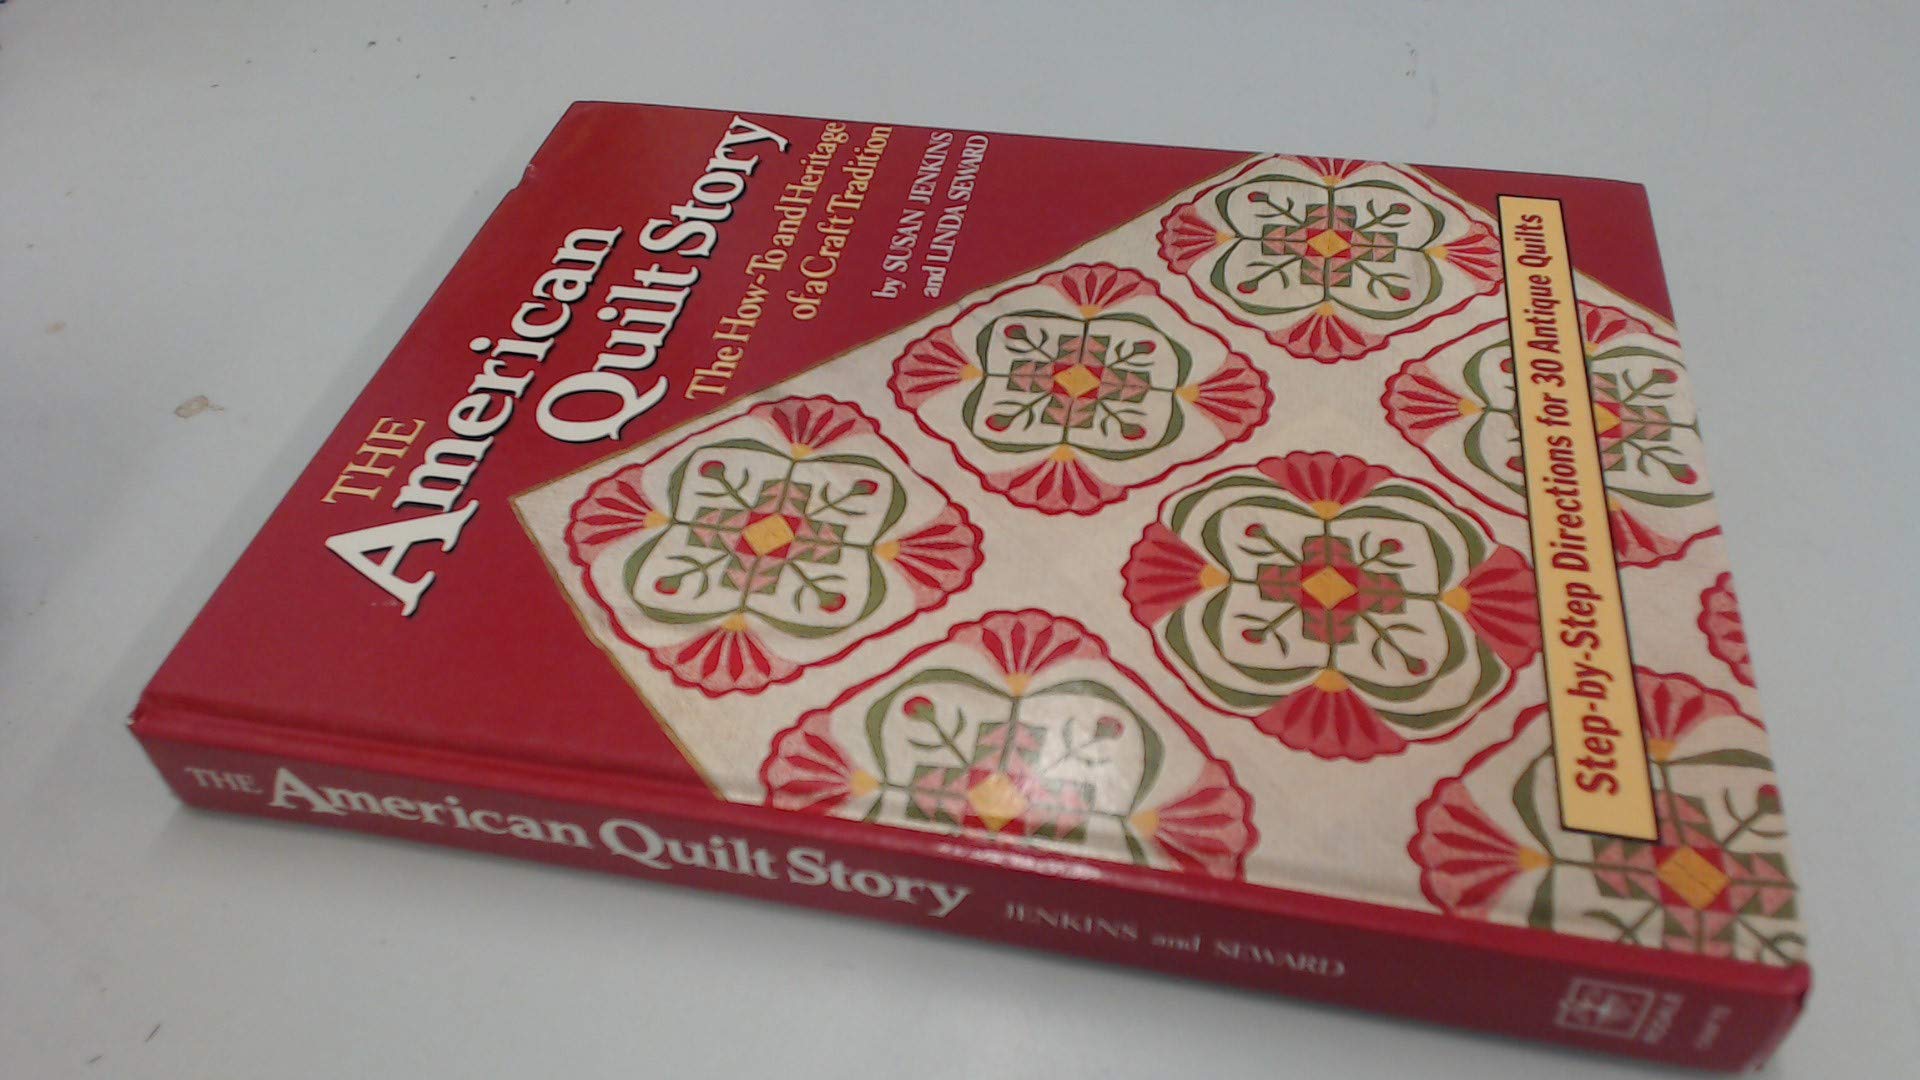 THE
American
Quilt Story
The How-To and Heritage
of a Craft Tradition
by SUSAN JENKINS
and LINDA SEWARD
Step-by-Step Directions for 30 Antique Quilts
THE American Quilt Story JENKINS and SEWARD
RODALE